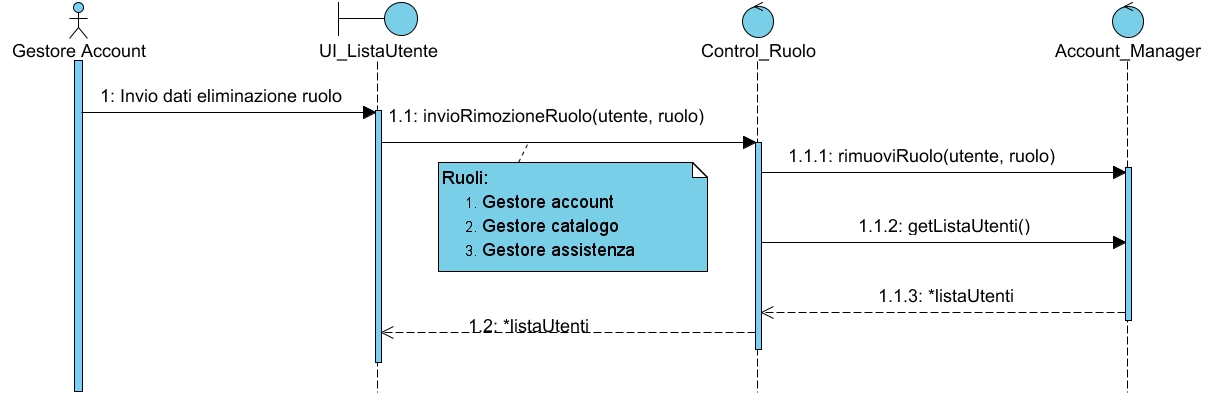 Gestore Account
UI_ListaUtente
Control_Ruolo
Account_Manager
1: Invio dati eliminazione ruolo
1.1: invioRimozioneRuolo(utente, ruolo)
1.1.1: rimuoviRuolo(utente, ruolo)
Ruoli:
1. Gestore account
2. Gestore catalogo
3. Gestore assistenza
1.1.2: getListaUtenti()
1.1.3: *listaUtenti
1.2: *listaUtenti